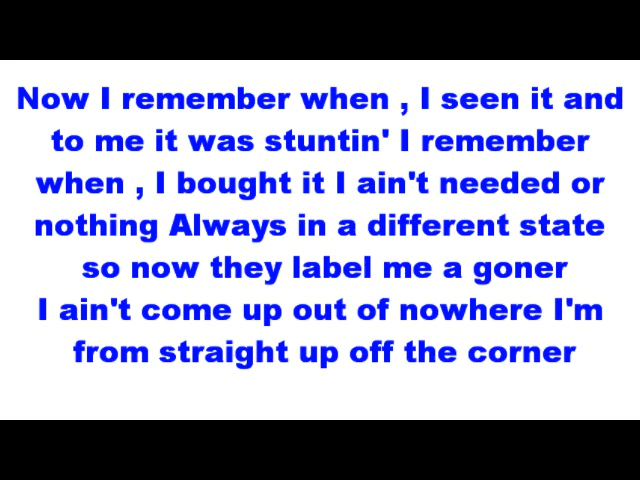 Now I remember when , I seen it and
to me it was stuntin' I remember
when , I bought it I ain't needed or
nothing Always in a different state
so now they label me a goner
I ain't come up out of nowhere I'm
from straight up off the corner